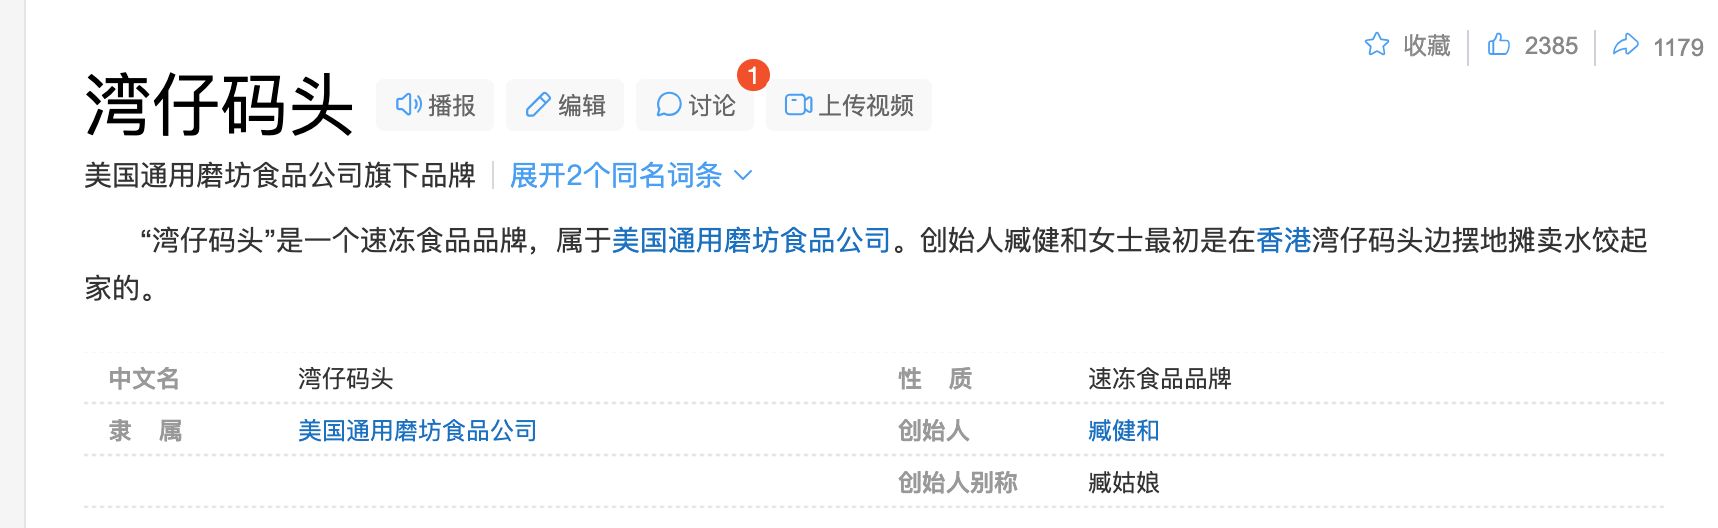 收藏 2385 1179
湾仔码头 播报 编辑 讨论 1 上传视频
美国通用磨坊食品公司旗下品牌 展开2个同名词条
“湾仔码头”是一个速冻食品品牌，属于美国通用磨坊食品公司。创始人臧健和女士最初是在香港湾仔码头边摆地摊卖水饺起
家的。
中文名 湾仔码头 性 质 速冻食品品牌
隶 属 美国通用磨坊食品公司 创始人 臧健和
创始人别称 臧姑娘